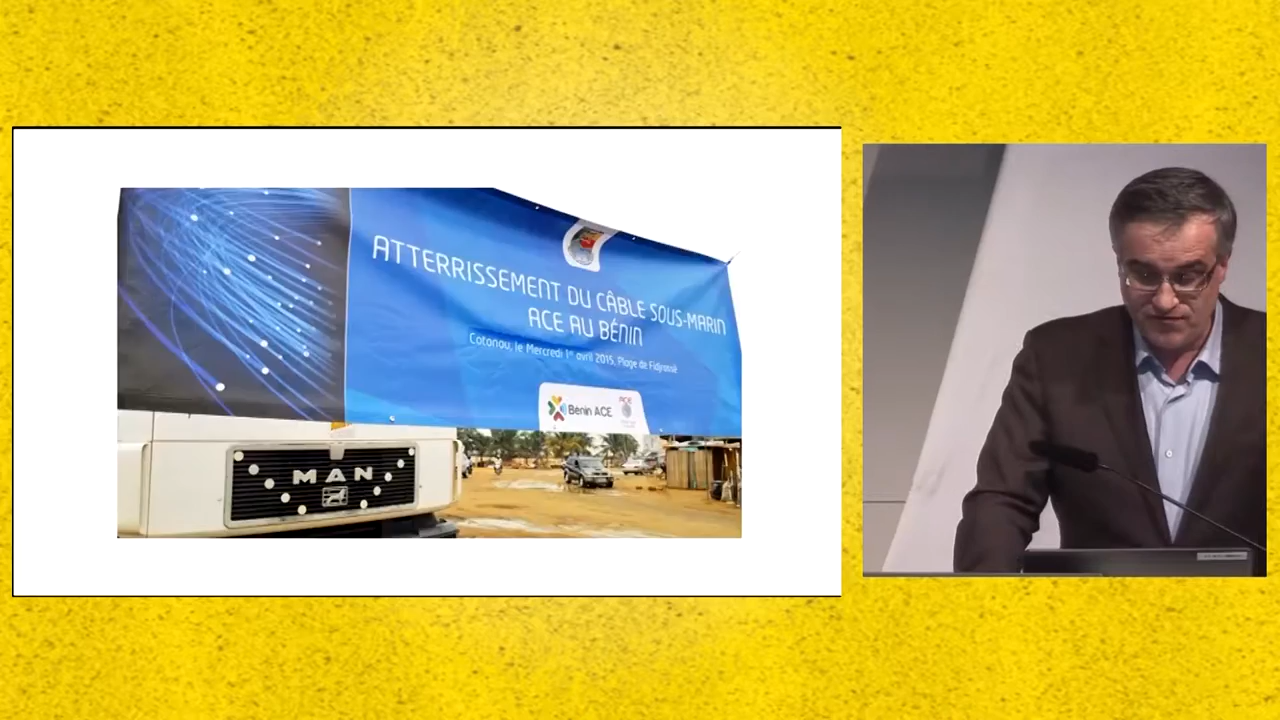 ATTERRISSEMENT DU CÂBLE SOUS-MARIN
ACE AU BÉNIN
Cotonou, le Mercredi 1er avril 2015, Plage de Fidjrossè
Bénin ACE
ACE
MAN